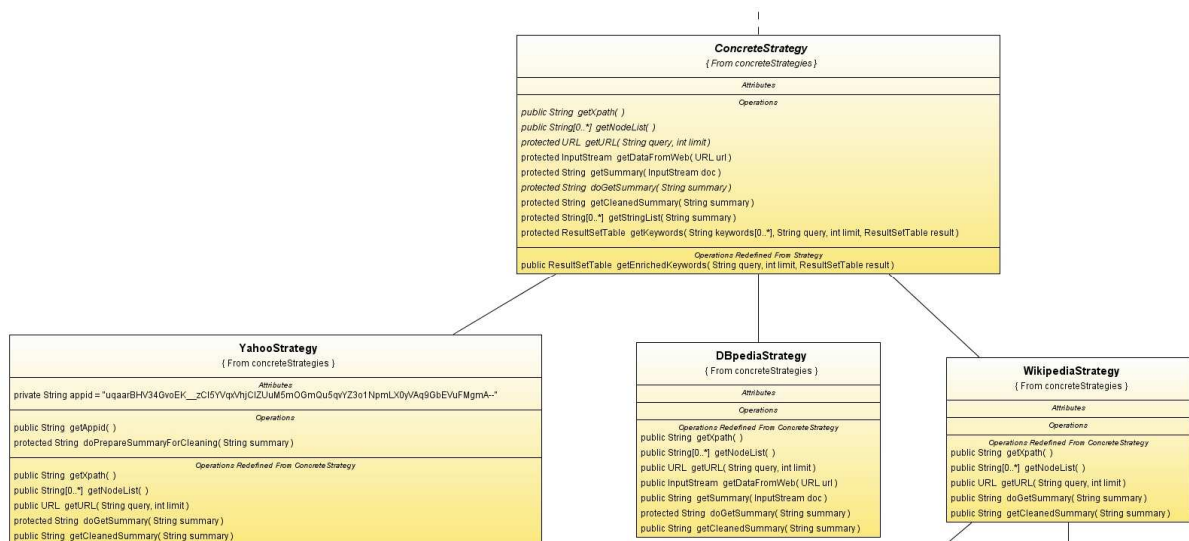 ConcreteStrategy
{ From concreteStrategies }
Attributes
Operations
public String getXpath( )
public String[0..*] getNodeList( )
protected URL getURL( String query, int limit )
protected InputStream getDataFromWeb( URL url )
protected String getSummary( InputStream doc )
protected String doGetSummary( String summary )
protected String getCleanedSummary( String summary )
protected String[0..*] getStringList( String summary )
protected ResultSetTable getKeywords( String keywords[0..*], String query, int limit, ResultSetTable result )
Operations Redefined From Strategy
public ResultSetTable getEnrichedKeywords( String query, int limit, ResultSetTable result )
YahooStrategy
{ From concreteStrategies }
Attributes
private String appid =
Operations
public String getAppid( )
protected String doPrepareSummaryForCleaning( String summary )
Operations Redefined From ConcreteStrategy
public String getXpath( )
public String[0..*] getNodeList( )
public URL getURL( String query, int limit )
protected String doGetSummary( String summary )
public String getCleanedSummary( String summary )
DBpediaStrategy
{ From concreteStrategies }
Attributes
Operations
Operations Redefined From ConcreteStrategy
public String getXpath( )
public String[0..*] getNodeList( )
public URL getURL( String query, int limit )
public InputStream getDataFromWeb( URL url )
public String getSummary( InputStream doc )
protected String doGetSummary( String summary )
public String getCleanedSummary( String summary )
WikipediaStrategy
{ From concreteStrategies }
Attributes
Operations
Operations Redefined From ConcreteStrategy
public String getXpath( )
public String[0..*] getNodeList( )
public URL getURL( String query, int limit )
public String doGetSummary( String summary )
public String getCleanedSummary( String summary )